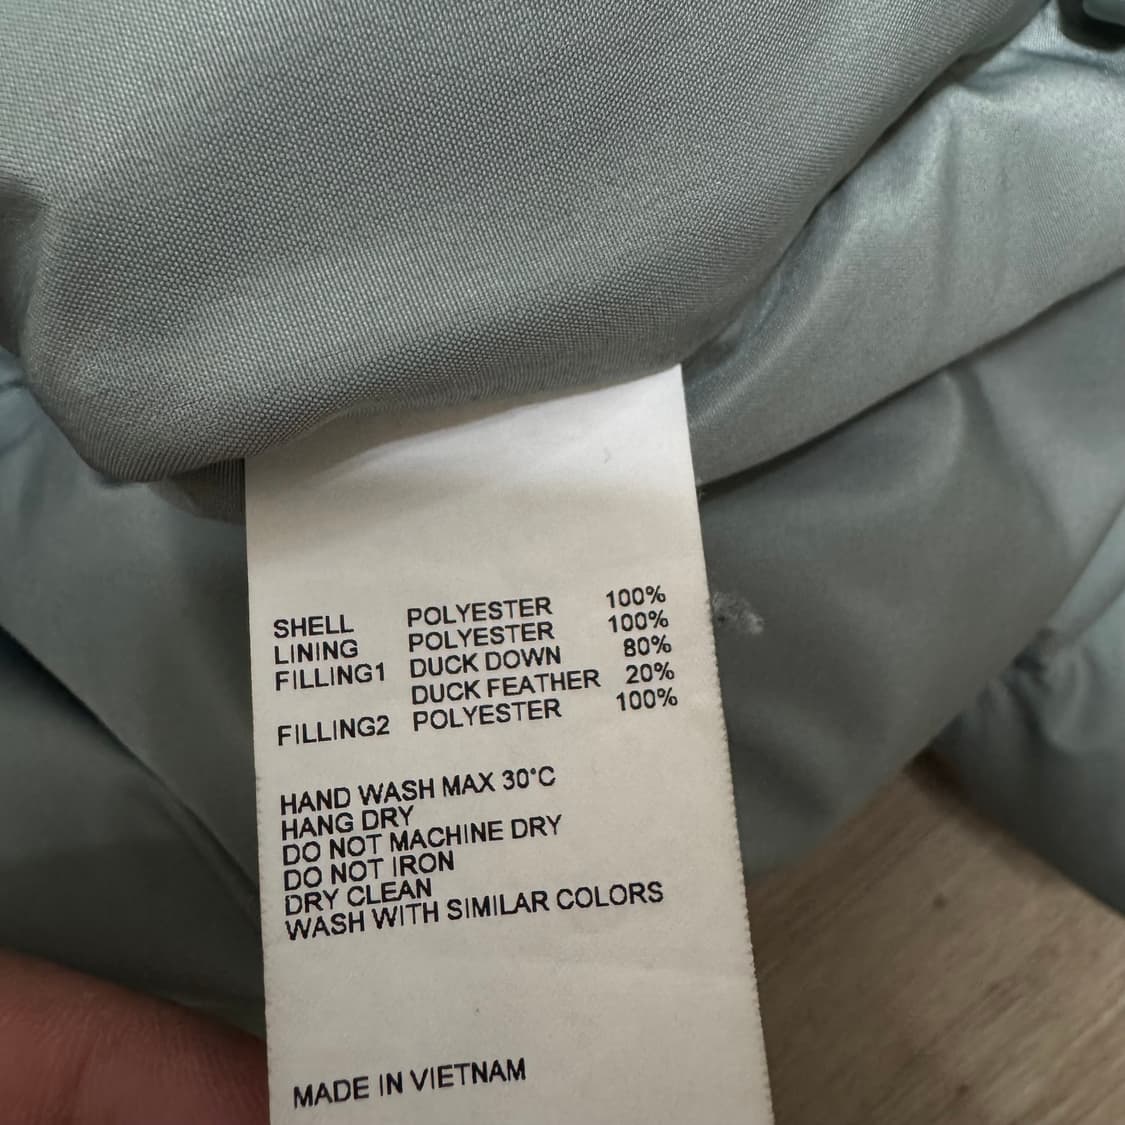 SHELL POLYESTER 100%
LINING POLYESTER 100%
FILLING1 DUCK DOWN 80%
DUCK FEATHER 20%
FILLING2 POLYESTER 100%
HAND WASH MAX 30°C
HANG DRY
DO NOT MACHINE DRY
DO NOT IRON
DRY CLEAN
WASH WITH SIMILAR COLORS
MADE IN VIETNAM